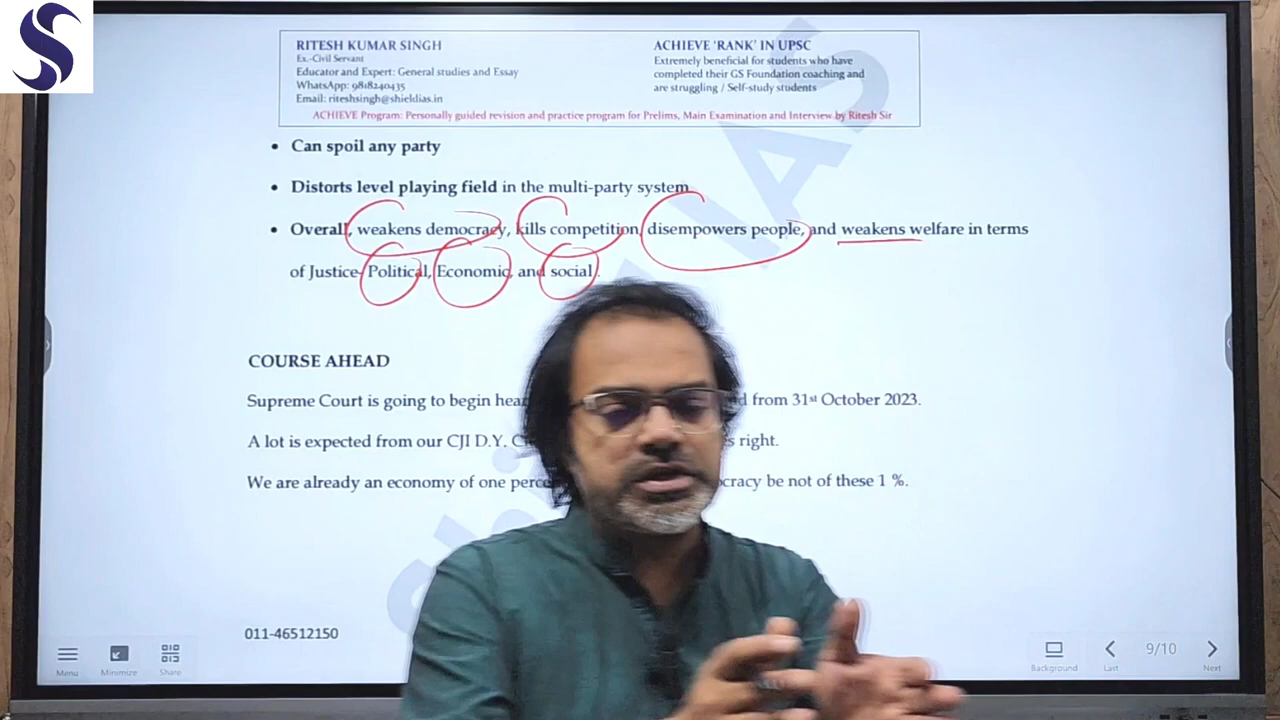 S
RITESH KUMAR SINGH
Ex.-Civil Servant
Educator and Expert: General studies and Essay
WhatsApp: 9818240435
Email: riteshsingh@shieldias.in
ACHIEVE 'RANK' IN UPSC
Extremely beneficial for students who have
completed their GS Foundation coaching and
are struggling / Self-study students
ACHIEVE Program: Personally guided revision and practice program for Prelims, Main Examination and Interview by Ritesh Sir
• Can spoil any party
• Distorts level playing field in the multi-party system
• Overall, weakens democracy, kills competition, disempowers people, and weakens welfare in terms
of Justice- Political, Economic, and social.
COURSE AHEAD
Supreme Court is going to begin from 31st October 2023.
A lot is expected from our CJI D.Y. right.
We are already an economy of one be not of these 1 %.
IAS
011-46512150
Menu
Minimize
Share
Background
Last
9/10
Next